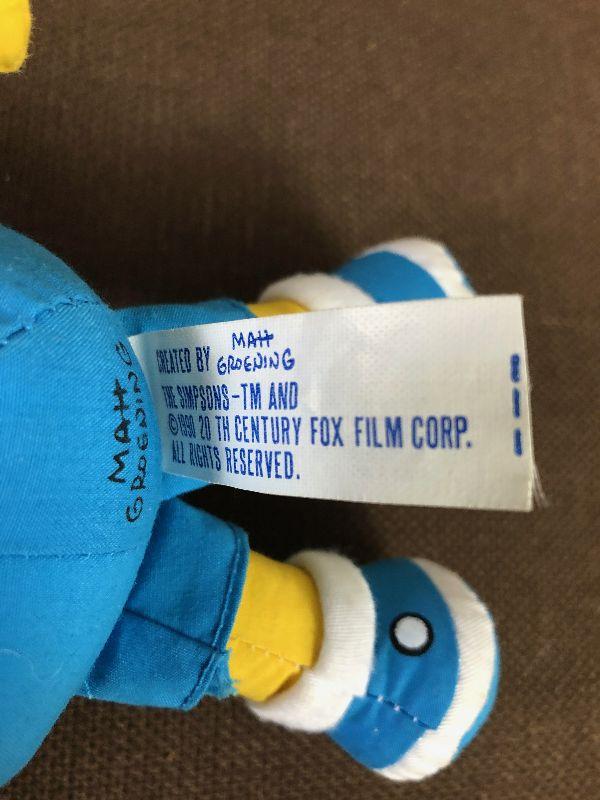 MATT
CREATED BY GROENING
THE SIMPSONS-TM AND
©1990 20 TH CENTURY FOX FILM CORP.
ALL RIGHTS RESERVED.
MATT
GROENING